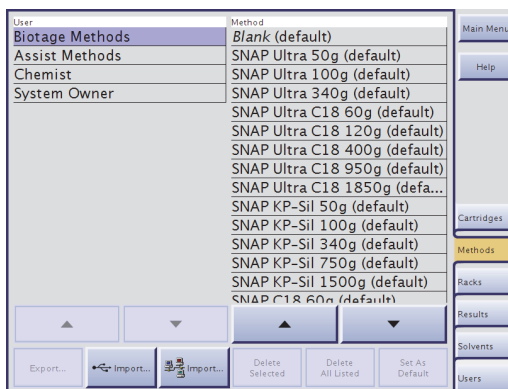 User
Biotage Methods
Assist Methods
Chemist
System Owner
Method
Blank (default)
SNAP Ultra 50g (default)
SNAP Ultra 100g (default)
SNAP Ultra 340g (default)
SNAP Ultra C18 60g (default)
SNAP Ultra C18 120g (default)
SNAP Ultra C18 400g (default)
SNAP Ultra C18 950g (default)
SNAP Ultra C18 1850g (defa...
SNAP KP-Sil 50g (default)
SNAP KP-Sil 100g (default)
SNAP KP-Sil 340g (default)
SNAP KP-Sil 750g (default)
SNAP KP-Sil 1500g (default)
SNAP C18 60g (default)
Export...
Import...
Import...
Delete
Selected
Delete
All Listed
Set As
Default
Main Menu
Help
Cartridges
Methods
Racks
Results
Solvents
Users